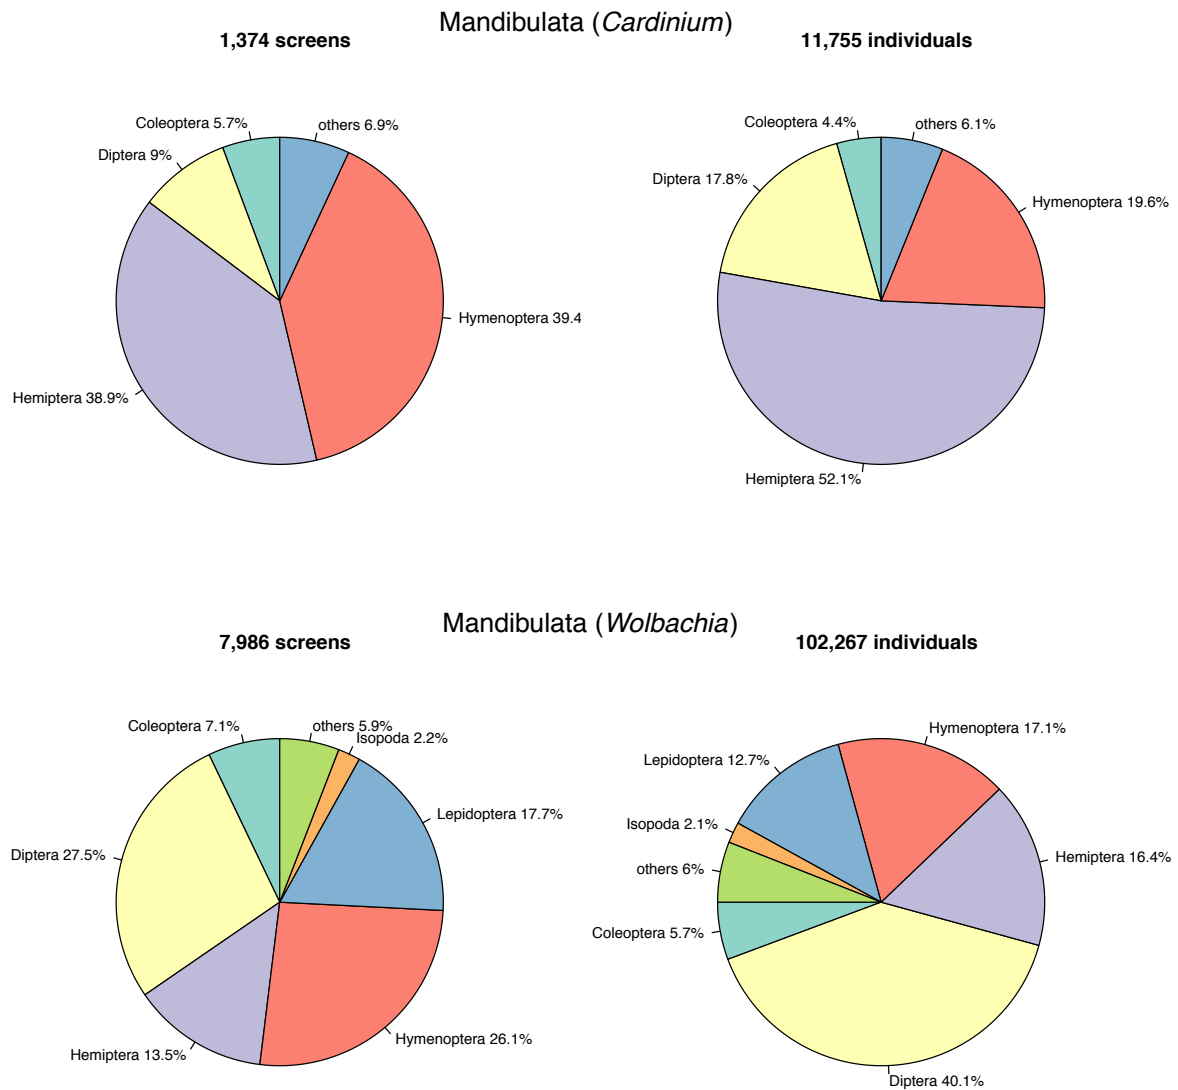 Mandibulata (Cardinium)
1,374 screens
11,755 individuals
Coleoptera 5.7%
others 6.9%
Diptera 9%
Hymenoptera 39.4
Hemiptera 38.9%
Coleoptera 4.4%
others 6.1%
Diptera 17.8%
Hymenoptera 19.6%
Hemiptera 52.1%
Mandibulata (Wolbachia)
7,986 screens
102,267 individuals
Coleoptera 7.1%
others 5.9%
Isopoda 2.2%
Lepidoptera 17.7%
Diptera 27.5%
Hymenoptera 26.1%
Hemiptera 13.5%
Hymenoptera 17.1%
Lepidoptera 12.7%
Isopoda 2.1%
Hemiptera 16.4%
others 6%
Coleoptera 5.7%
Diptera 40.1%